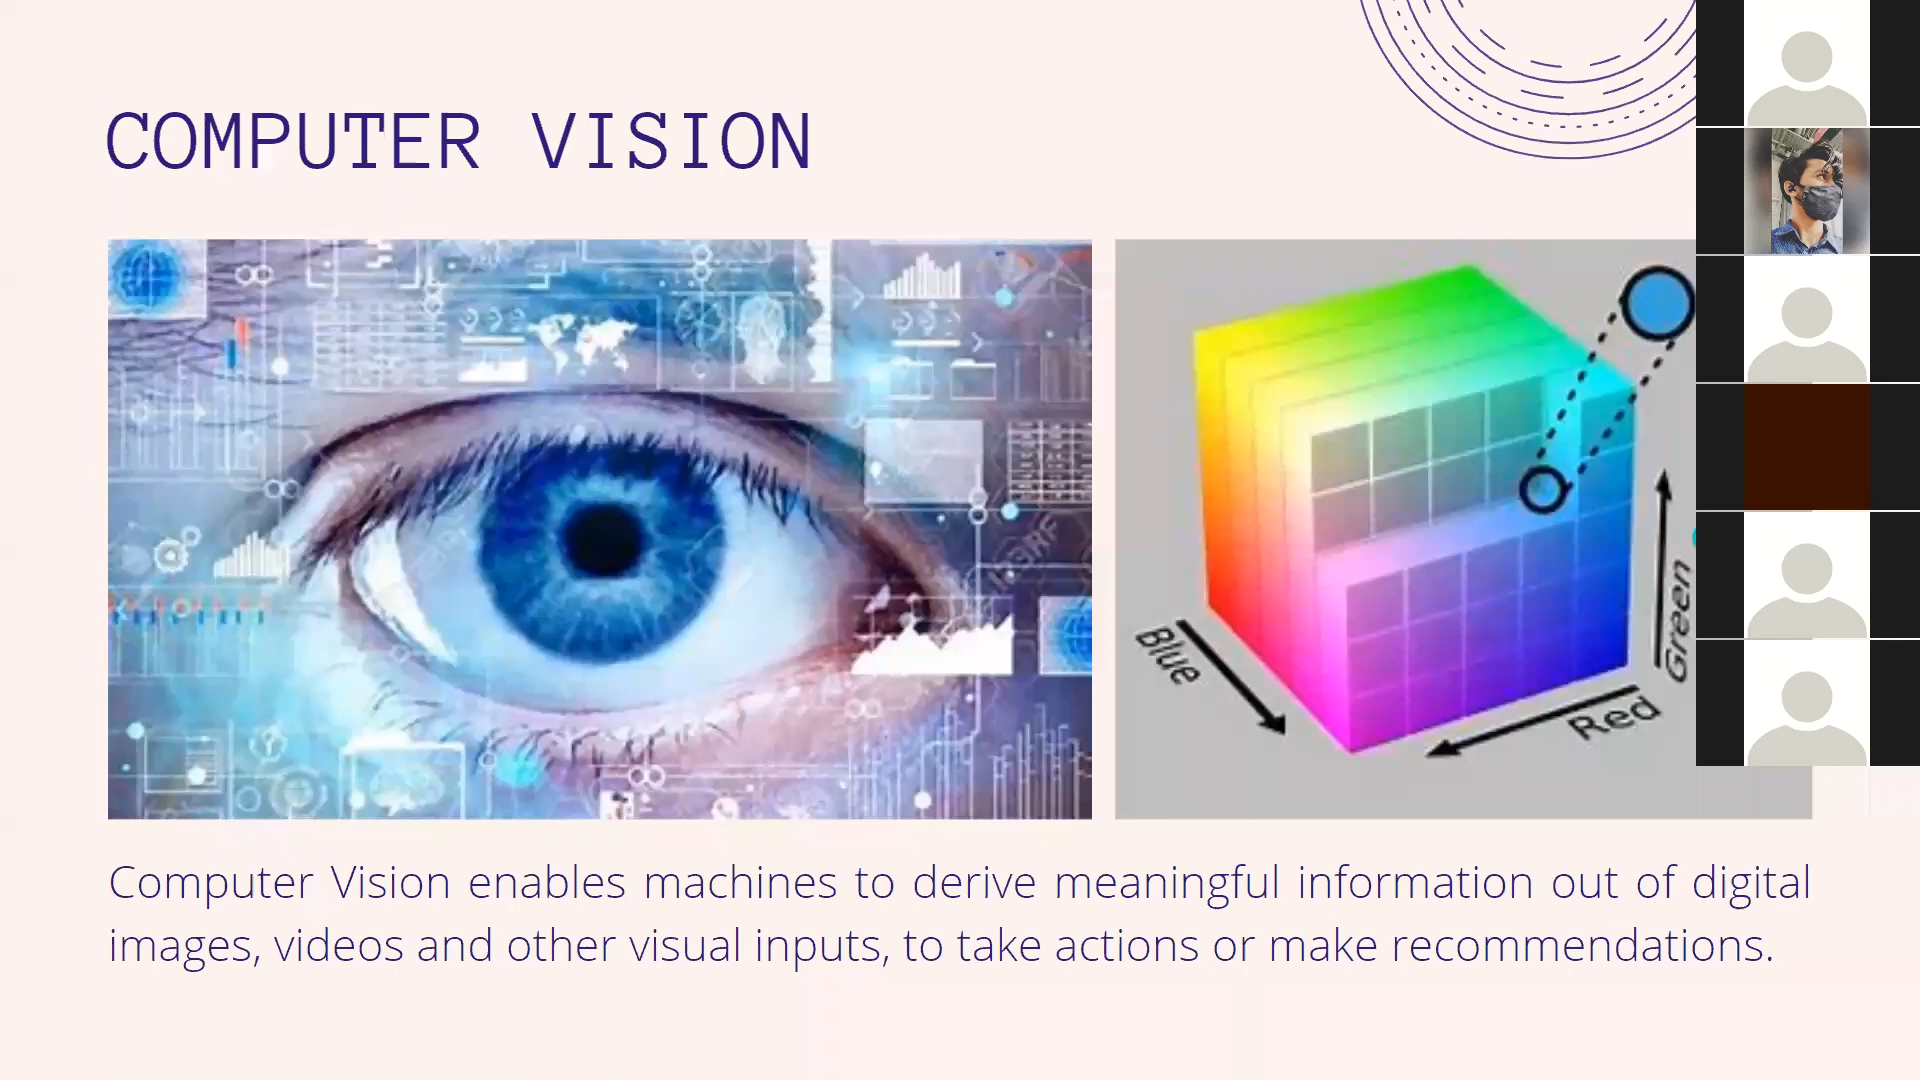 COMPUTER VISION
Blue
Green
Red
Computer Vision enables machines to derive meaningful information out of digital
images, videos and other visual inputs, to take actions or make recommendations.